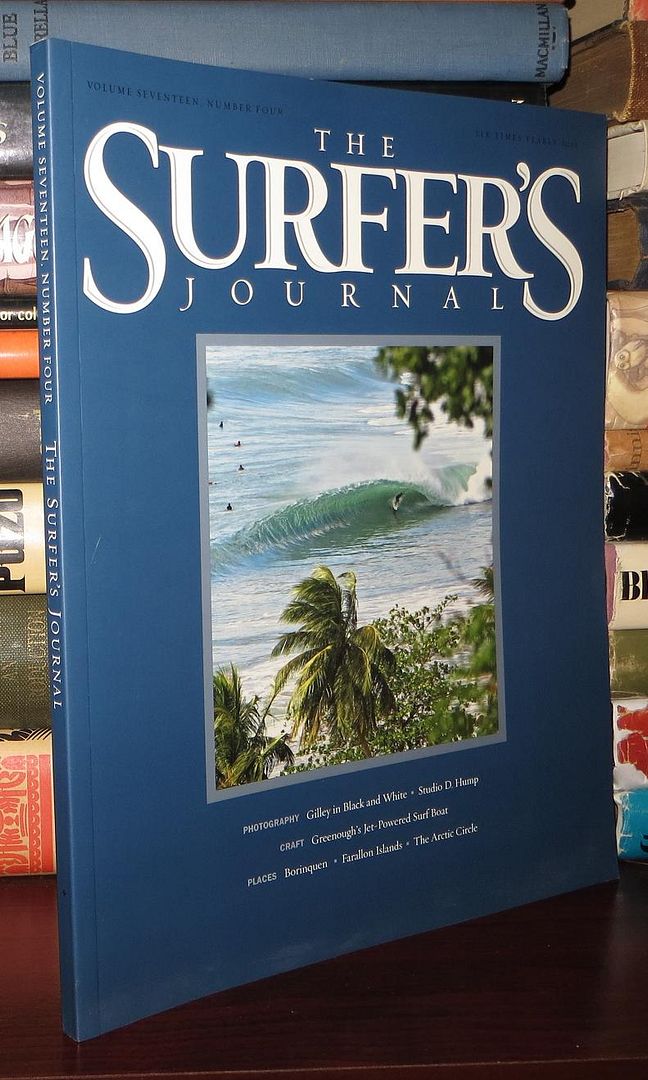 BLUE
MACMILLAN
VOLUME SEVENTEEN, NUMBER FOUR
THE
SURFER'S
JOURNAL
PHOTOGRAPHY Gilley in Black and White • Studio D. Hump
CRAFT Greenough's Jet-Powered Surf Boat
PLACES Borinquen • Farallon Islands • The Arctic Circle
VOLUME SEVENTEEN, NUMBER FOUR THE SURFER'S JOURNAL
or col
PUZO